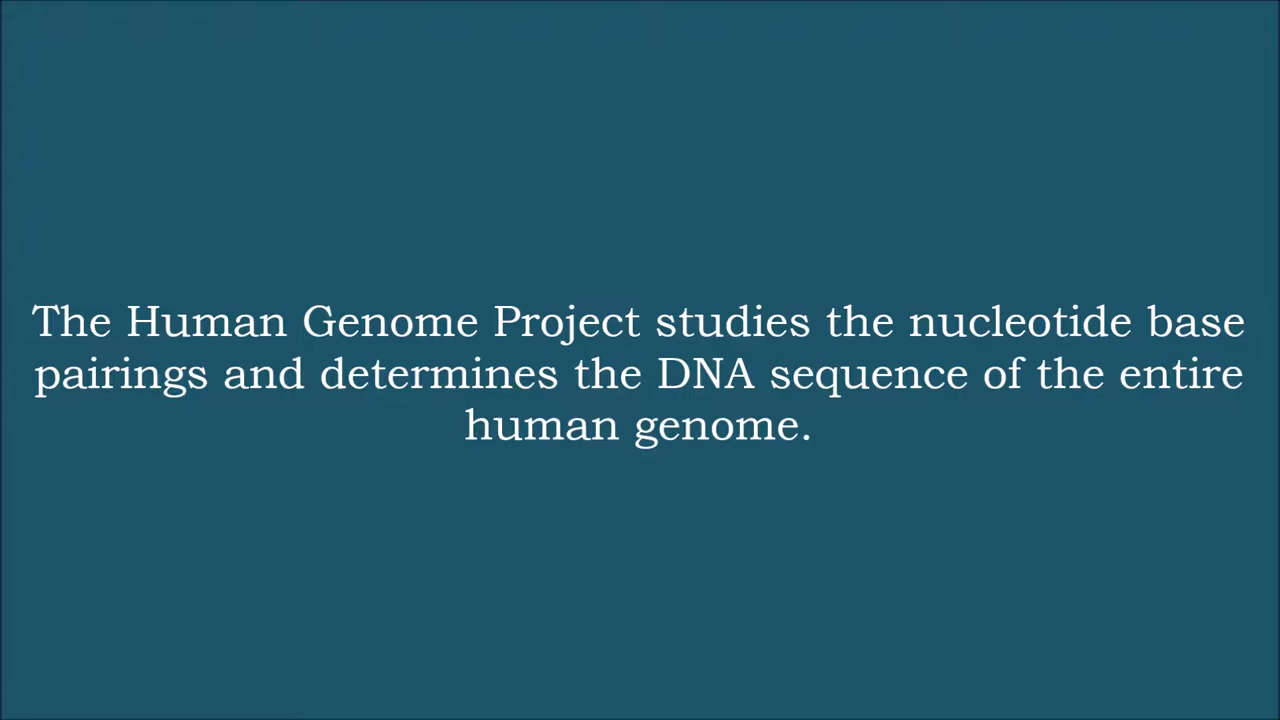 The Human Genome Project studies the nucleotide base
pairings and determines the DNA sequence of the entire
human genome.